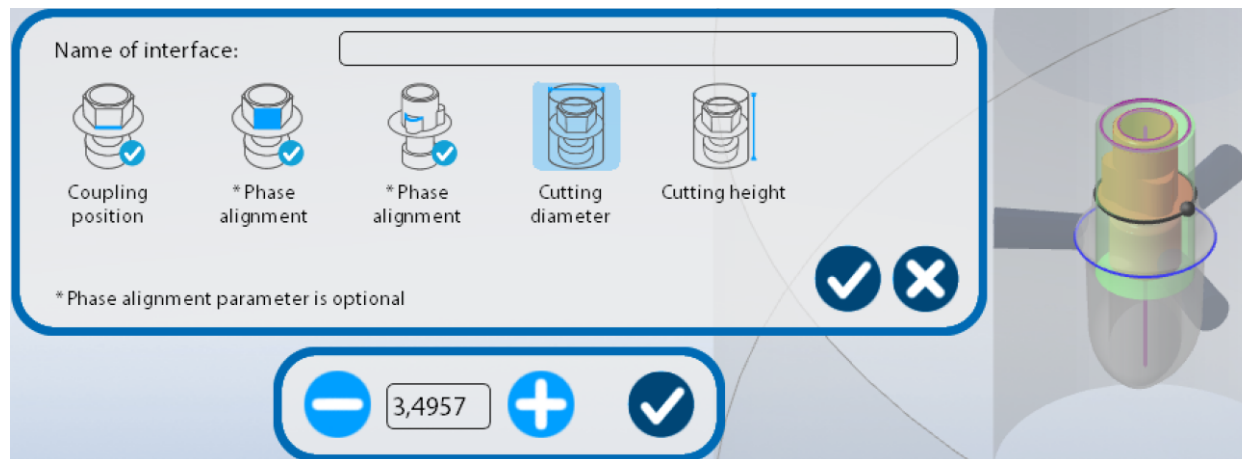 Name of interface:
Coupling
position
* Phase
alignment
* Phase
alignment
Cutting
diameter
Cutting height
* Phase alignment parameter is optional
3,4957